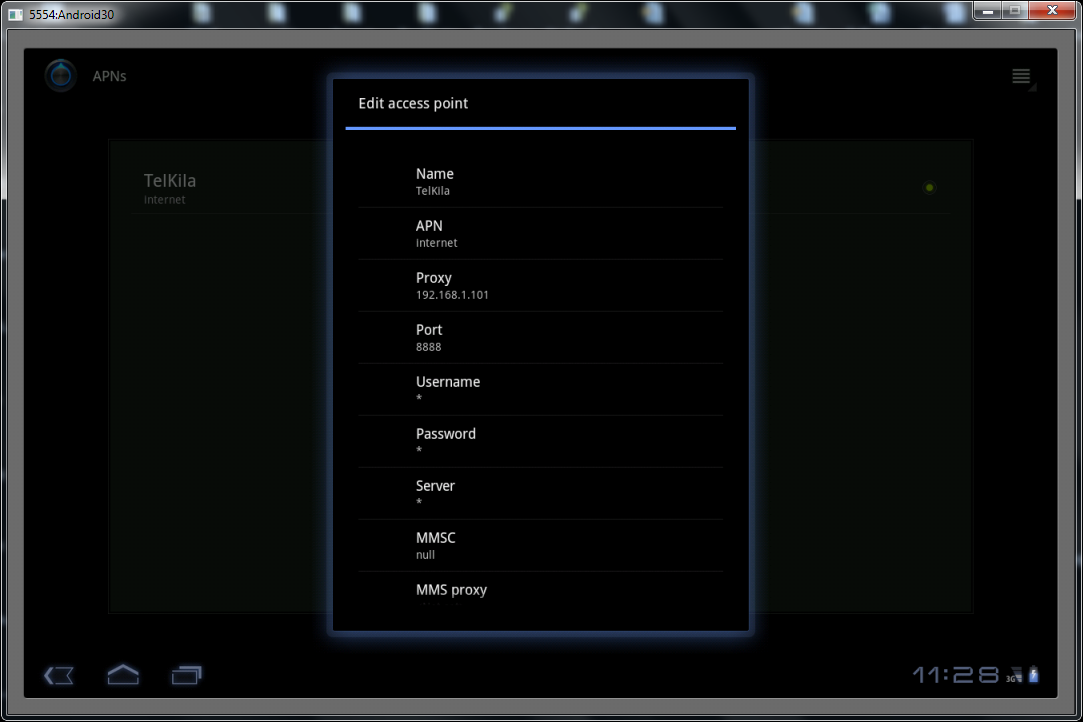 5554:Android30
APNs
Edit access point
TelKila
internet
Name
TelKila
APN
internet
Proxy
192.168.1.101
Port
8888
Username
*
Password
*
Server
*
MMSC
null
MMS proxy
11:28
3G